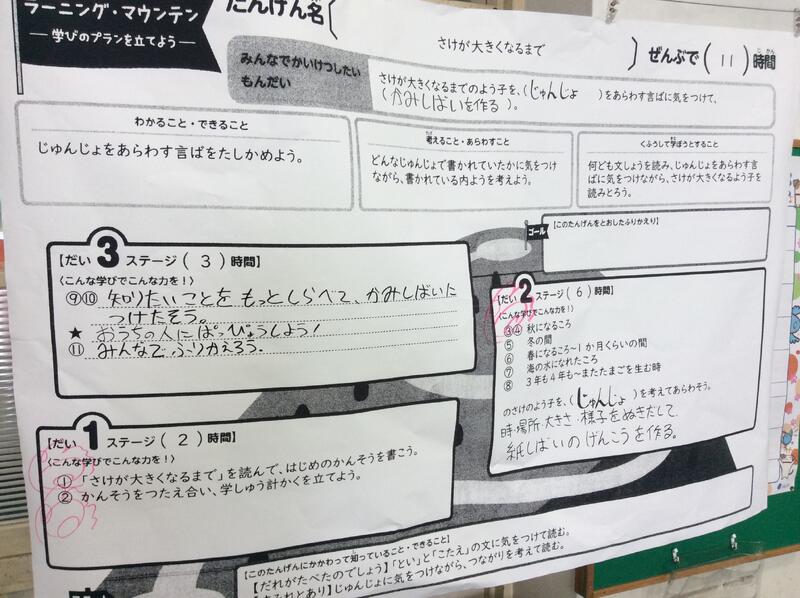 ラーニング・マウンテン
―学びのプランを立てよう―
たんげん名
さけが大きくなるまで
ぜんぶで(11)時間
みんなでかいけつしたい
もんだい
さけが大きくなるまでのよう子を、(じゅんじょ)をあらわす言ばに気をつけて、
(かみしばいを作る)。
わかること・できること
じゅんじょをあらわす言ばをたしかめよう。
考えること・あらわすこと
どんなじゅんじょで書かれていたかに気をつけ
ながら、書かれている内ようを考えよう。
くふうして学ぼうとすること
何ども文しょうを読み、じゅんじょをあらわす言
ばに気をつけながら、さけが大きくなるよう子を
読みとろう。
ゴール
【このたんげんをとおしたふりかえり】
【だい3ステージ(3)時間】
〈こんな学びでこんな力を!〉
⑨⑩ 知りたいことをもっとしらべて、かみしばいに
つけたそう。
★ おうちの人にはっぴょうしよう!
⑪ みんなでふりかえろう。
【だい2ステージ(6)時間】
〈こんな学びでこんな力を!〉
③④ 秋になるころ
⑤ 冬の間
⑥ 春になるころ~1か月くらいの間
⑦ 海の水になれたころ
⑧ 3年も4年も~またたまごを生む時
のさけのよう子を、(じゅんじょ)を考えてあらわそう。
時・場所・大きさ・様子をぬきだして
紙しばいのげんこうを作る。
【だい1ステージ(2)時間】
〈こんな学びでこんな力を!〉
① 「さけが大きくなるまで」を読んで、はじめのかんそうを書こう。
② かんそうをつたえ合い、学しゅう計かくを立てよう。
【このたんげんにかかわって知っていること・できること】
【だれがたべたのでしょう】「とい」と「こたえ」の文に気をつけて読む。
とあり】じゅんじょに気をつけながら、つながりを考えて読む。